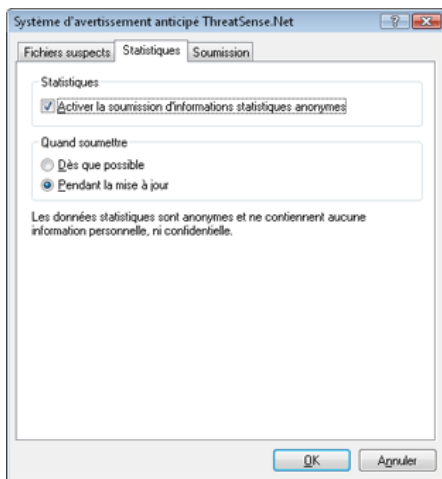 Système d'avertissement anticipé ThreatSense.Net
Fichiers suspects Statistiques Soumission
Statistiques
Activer la soumission d'informations statistiques anonymes
Quand soumettre
Dès que possible
Pendant la mise à jour
Les données statistiques sont anonymes et ne contiennent aucune
information personnelle, ni confidentielle.
OK Annuler